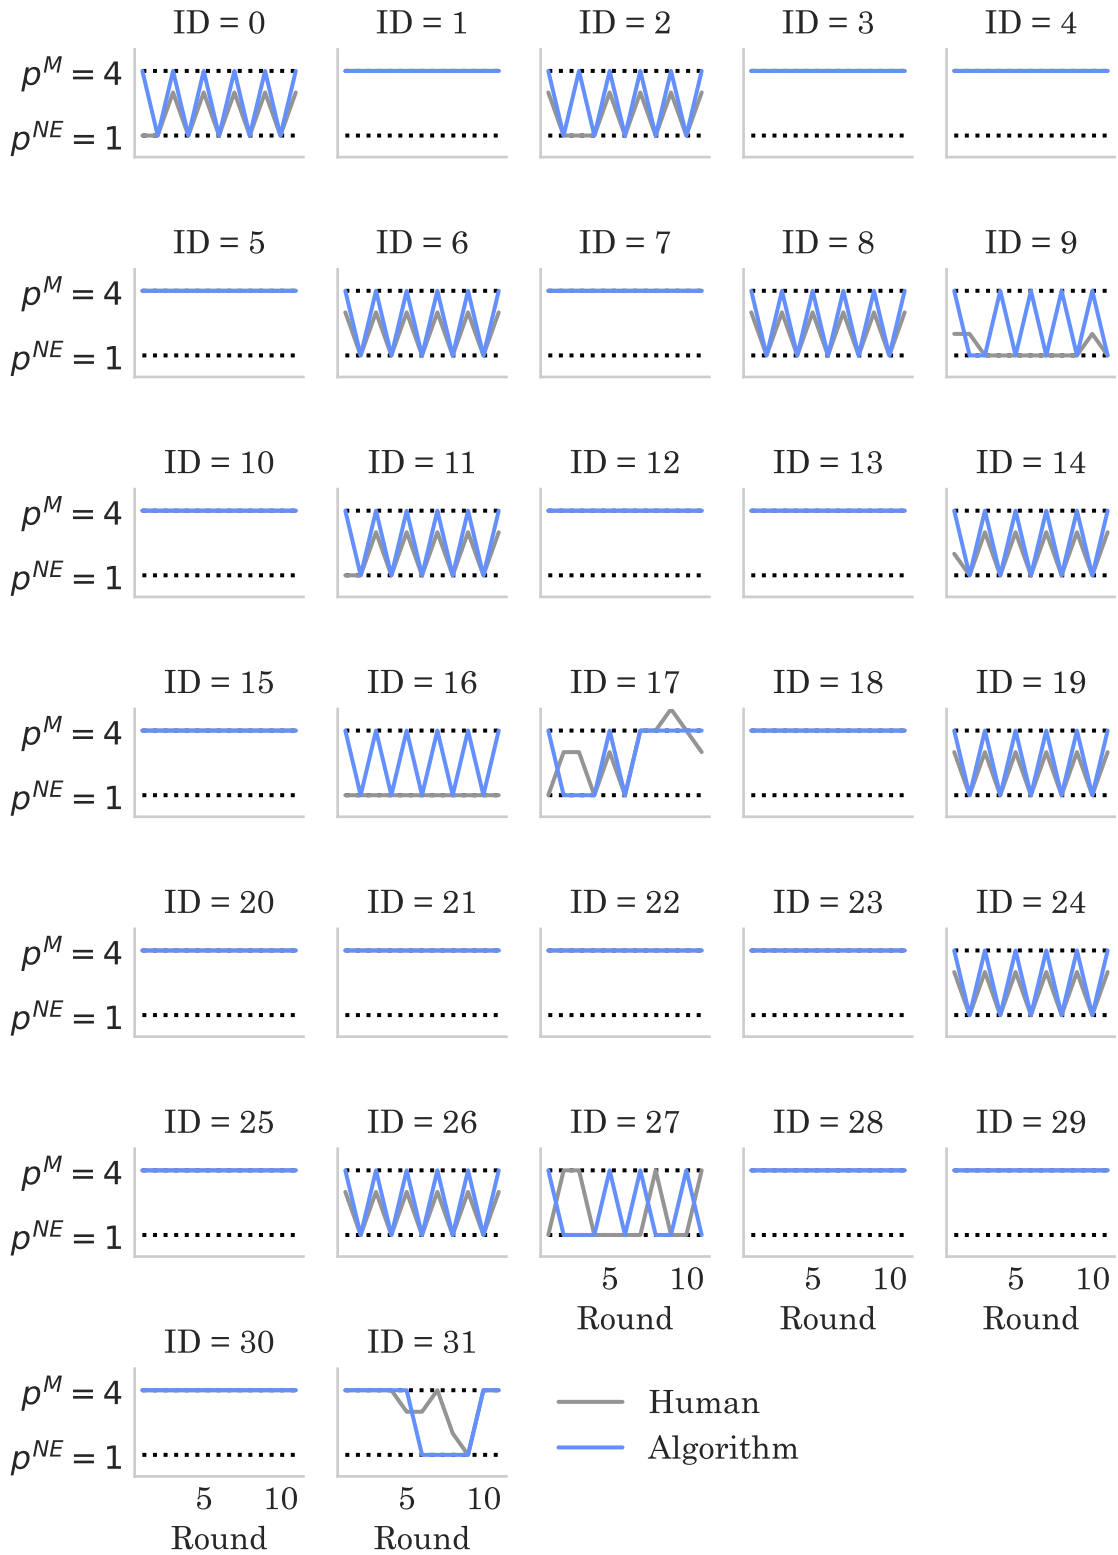 ID = 0 ID = 1 ID = 2 ID = 3 ID = 4
p^M = 4
p^NE = 1
ID = 5 ID = 6 ID = 7 ID = 8 ID = 9
p^M = 4
p^NE = 1
ID = 10 ID = 11 ID = 12 ID = 13 ID = 14
p^M = 4
p^NE = 1
ID = 15 ID = 16 ID = 17 ID = 18 ID = 19
p^M = 4
p^NE = 1
ID = 20 ID = 21 ID = 22 ID = 23 ID = 24
p^M = 4
p^NE = 1
ID = 25 ID = 26 ID = 27 ID = 28 ID = 29
p^M = 4
p^NE = 1
5 10 5 10 5 10
Round Round Round
ID = 30 ID = 31
p^M = 4
p^NE = 1
Human
Algorithm
5 10 5 10
Round Round